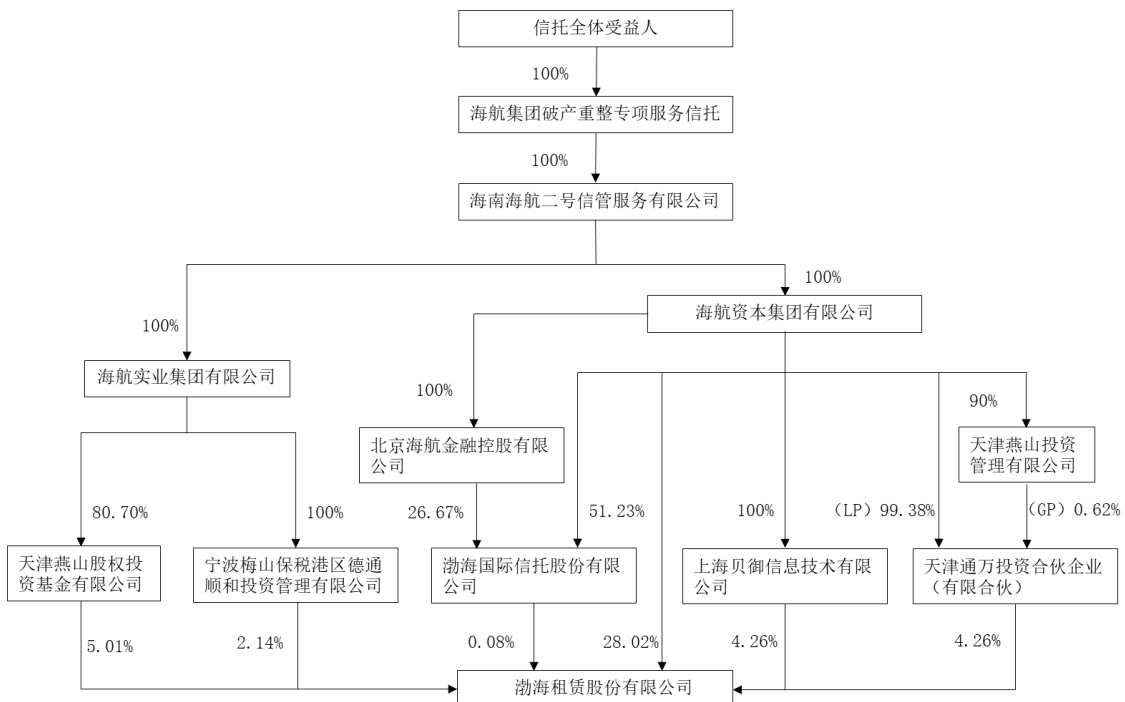 信托全体受益人
100%
海航集团破产重整专项服务信托
100%
海南海航二号信管服务有限公司
100%
海航资本集团有限公司
100%
海航实业集团有限公司
100%
90%
北京海航金融控股有限
公司
天津燕山投资
管理有限公司
80.70%
100%
26.67%
51.23%
100%
（LP）99.38%
（GP）0.62%
天津燕山股权投
资基金有限公司
宁波梅山保税港区德通
顺和投资管理有限公司
渤海国际信托股份有限
公司
上海贝御信息技术有限
公司
天津通万投资合伙企业
（有限合伙）
5.01%
2.14%
0.08%
28.02%
4.26%
4.26%
渤海租赁股份有限公司